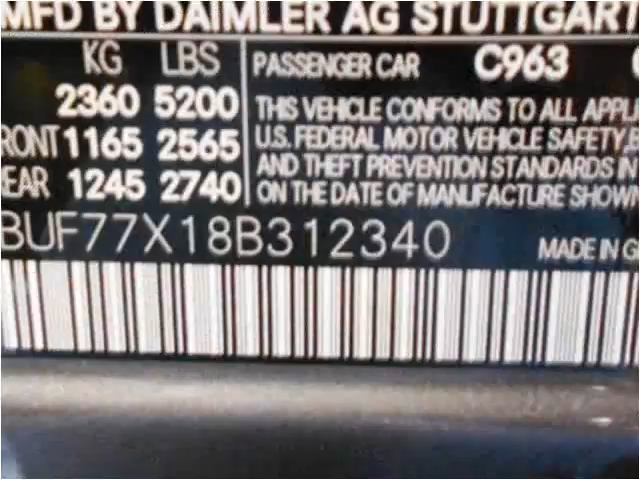 MFD BY DAIMLER AG STUTTGART
KG LBS PASSENGER CAR C963
2360 5200 THIS VEHICLE CONFORMS TO ALL APPL
RONT 1165 2565 U.S. FEDERAL MOTOR VEHICLE SAFETY
EAR 1245 2740 AND THEFT PREVENTION STANDARDS IN
ON THE DATE OF MANUFACTURE SHOW
BUF77X18B312340 MADE IN G